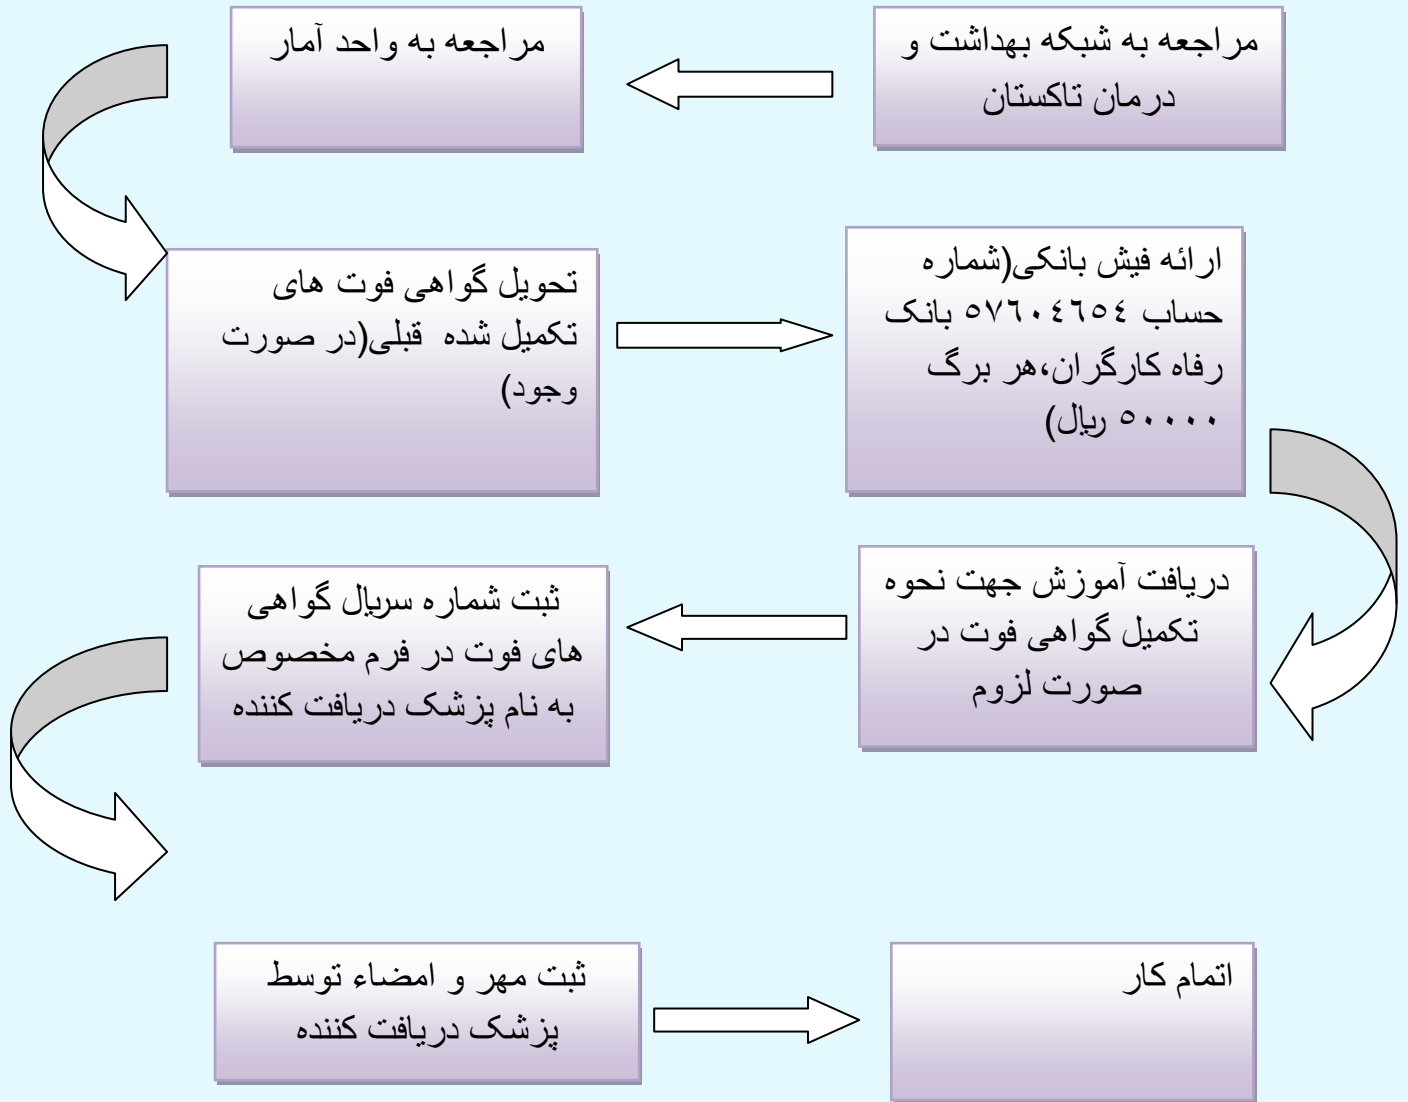 مراجعه به شبکه بهداشت و
درمان تاکستان
مراجعه به واحد آمار
تحویل گواهی فوت های
تکمیل شده قبلی(در صورت
وجود)
ارائه فیش بانکی(شماره
حساب ٥٧٦٠٤٦٥٤ بانک
رفاه کارگران،هر برگ
٥٠٠٠٠ ریال)
دریافت آموزش جهت نحوه
تکمیل گواهی فوت در
صورت لزوم
ثبت شماره سریال گواهی
های فوت در فرم مخصوص
به نام پزشک دریافت کننده
ثبت مهر و امضاء توسط
پزشک دریافت کننده
اتمام کار